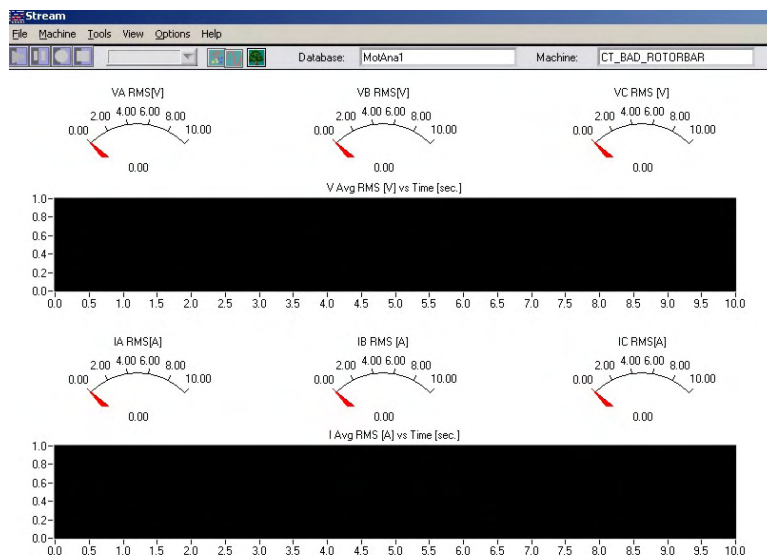 Stream
File Machine Tools View Options Help
Database: MotAna1 Machine: CT_BAD_ROTORBAR
VA RMS[V] VB RMS[V] VC RMS [V]
0.00 2.00 4.00 6.00 8.00 10.00 0.00 2.00 4.00 6.00 8.00 10.00 0.00 2.00 4.00 6.00 8.00 10.00
0.00 0.00 0.00
V Avg RMS [V] vs Time [sec.]
1.0
0.8
0.6
0.4
0.2
0.0
0.0 0.5 1.0 1.5 2.0 2.5 3.0 3.5 4.0 4.5 5.0 5.5 6.0 6.5 7.0 7.5 8.0 8.5 9.0 9.5 10.0
IA RMS[A] IB RMS [A] IC RMS[A]
0.00 2.00 4.00 6.00 8.00 10.00 0.00 2.00 4.00 6.00 8.00 10.00 0.00 2.00 4.00 6.00 8.00 10.00
0.00 0.00 0.00
I Avg RMS [A] vs Time [sec.]
1.0
0.8
0.6
0.4
0.2
0.0
0.0 0.5 1.0 1.5 2.0 2.5 3.0 3.5 4.0 4.5 5.0 5.5 6.0 6.5 7.0 7.5 8.0 8.5 9.0 9.5 10.0